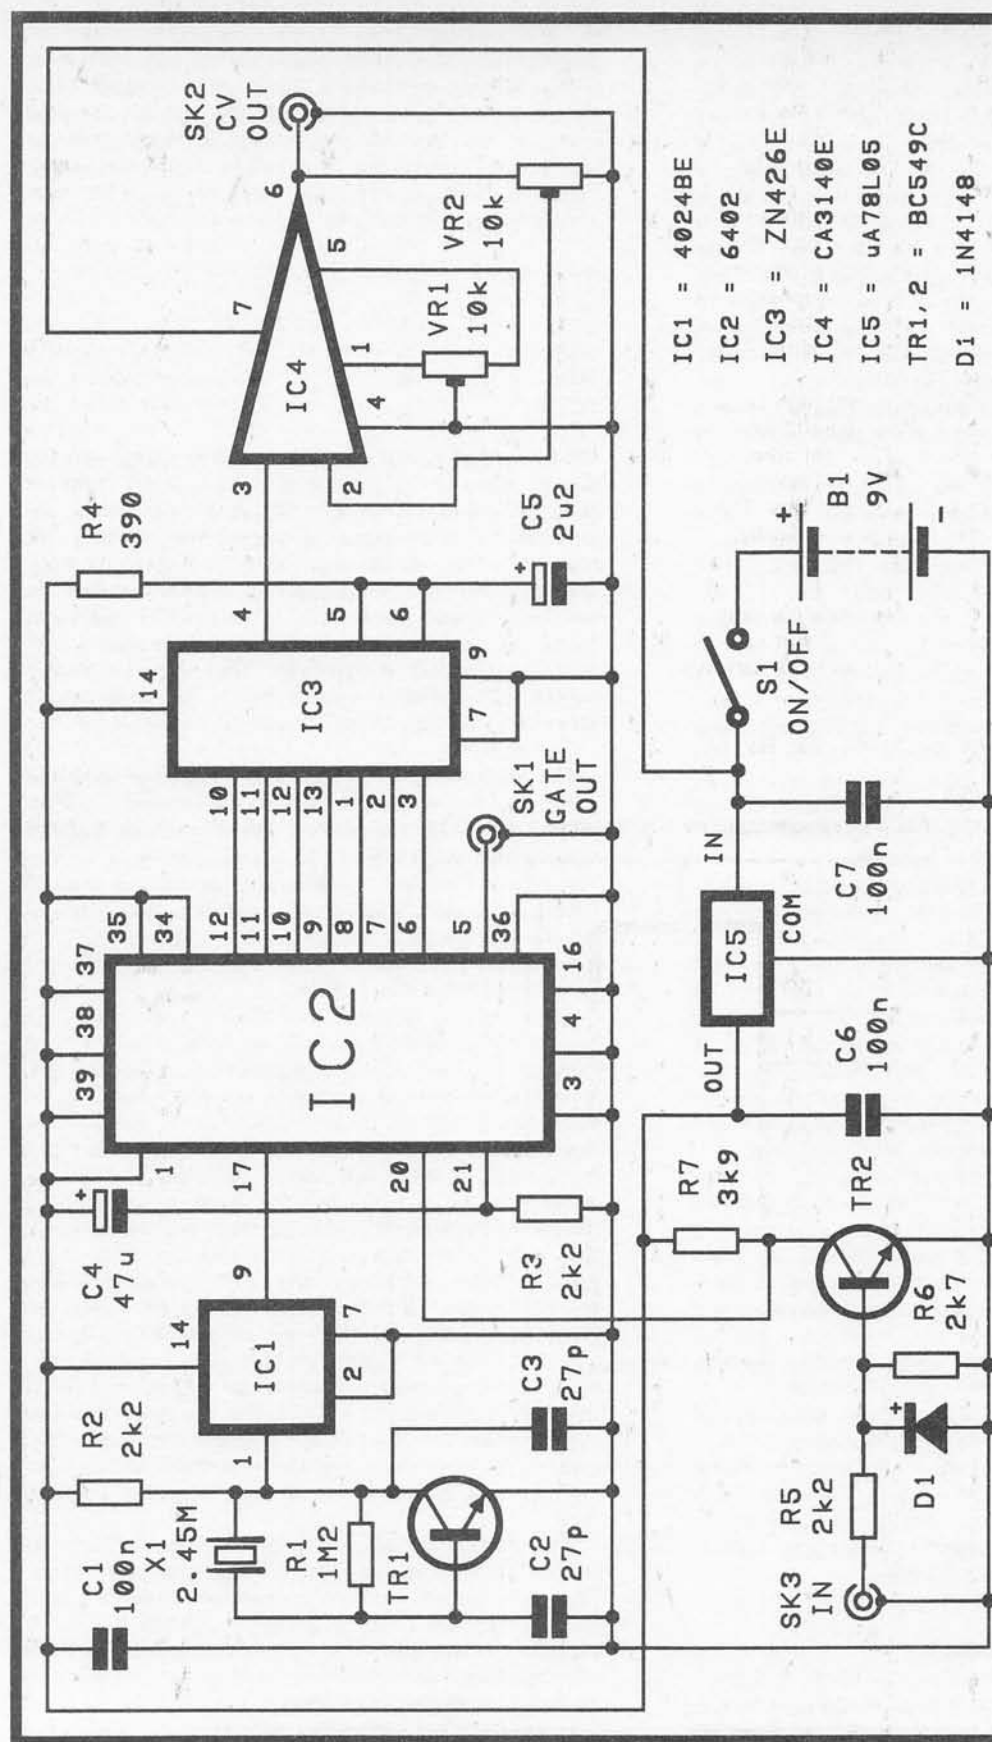 C1
100n
X1
2.45M
R2
2k2
R1
1M2
TR1
C2
27p
C3
27p
1
14
IC1
2
7
9
C4
47u
+
R3
2k2
1
17
20
21
39
38
37
IC2
3
4
16
35
34
12
11
10
9
8
7
6
5
36
10
11
12
13
1
2
3
SK1
GATE
OUT
14
IC3
7
9
4
5
6
R4
390
+
C5
2u2
3
2
IC4
4
1
7
5
6
VR1
10k
VR2
10k
SK2
CV
OUT
SK3
IN
R5
2k2
D1
+
R6
2k7
TR2
R7
3k9
OUT
C6
100n
IC5
COM
IN
C7
100n
S1
ON/OFF
+
B1
9V
-
IC1 = 4024BE
IC2 = 6402
IC3 = ZN426E
IC4 = CA3140E
IC5 = uA78L05
TR1,2 = BC549C
D1 = 1N4148